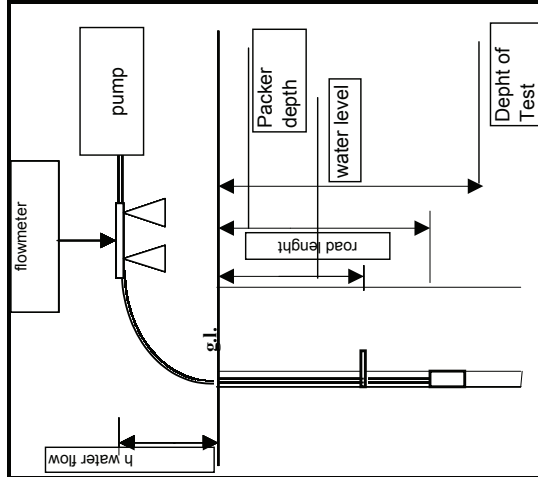 flowmeter
pump
g.l.
h water flow
Packer
depth
water level
road lenght
Depht of
Test